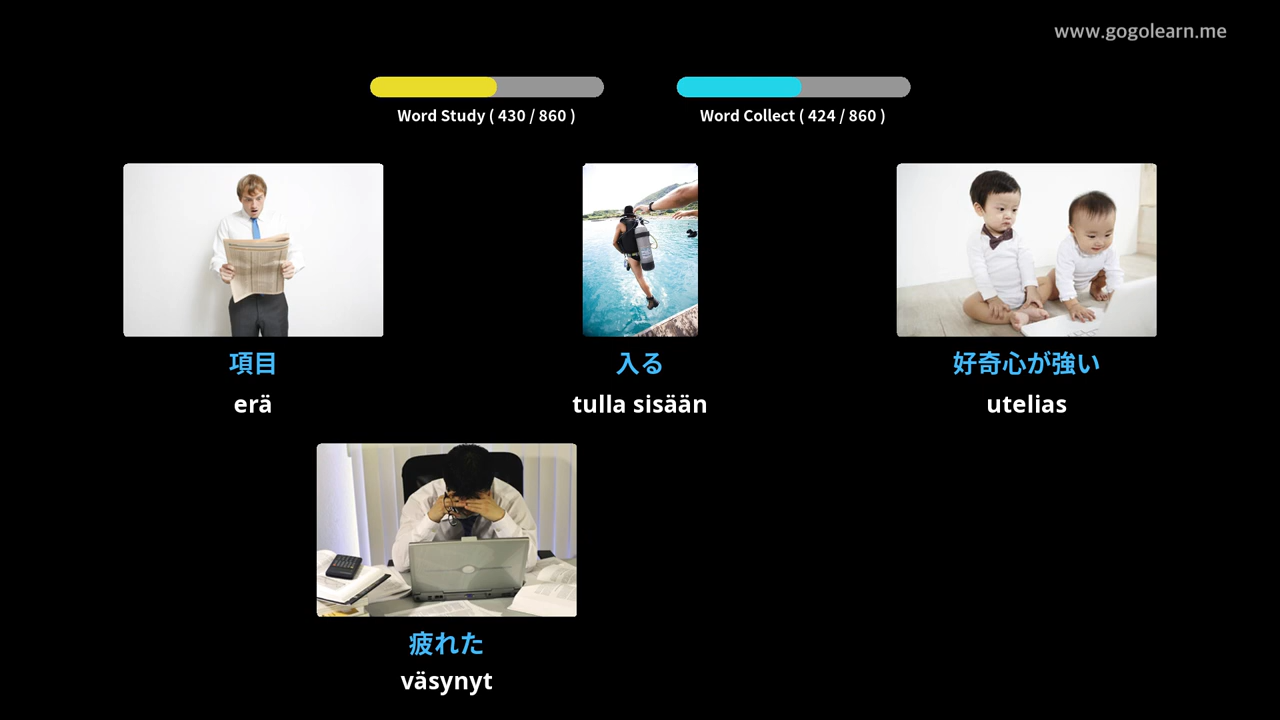 www.gogolearn.me
Word Study ( 430 / 860 )
Word Collect ( 424 / 860 )
項目
erä
入る
tulla sisään
好奇心が強い
utelias
疲れた
väsynyt